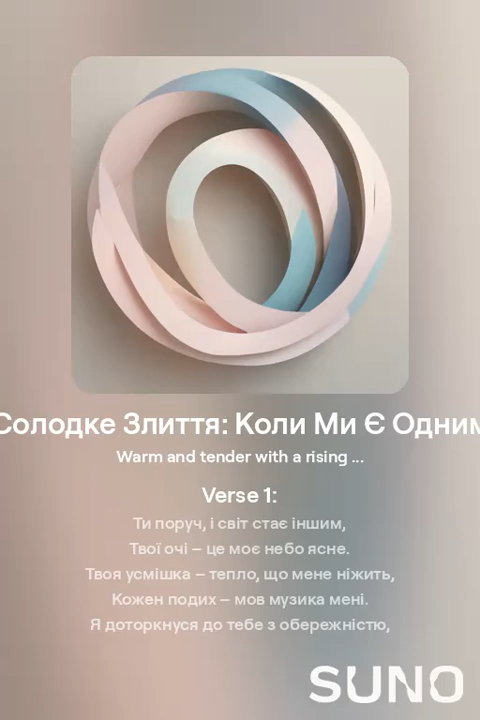 Солодке Злиття: Коли Ми Є Одним
Warm and tender with a rising ...
Verse 1:
Ти поруч, і світ стає іншим,
Твої очі – це моє небо ясне.
Твоя усмішка – тепло, що мене ніжить,
Кожен подих – мов музика мені.
Я доторкнуся до тебе з обережністю,
SUNO